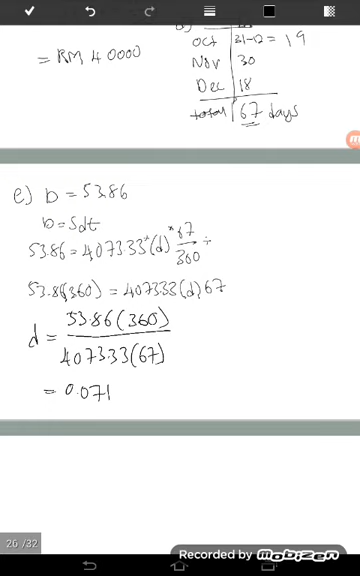 = RM 40000
Oct 31-12 = 19
Nov 30
Dec 18
total 67 days
e) b = 53.86
b = Sdt
53.86 = 4073.33 × (d) × 67/360 ÷
53.86(360) = 4073.33 (d) 67
d = 53.86 (360)
4073.33 (67)
= 0.071
26 /32
Recorded by Mobizen